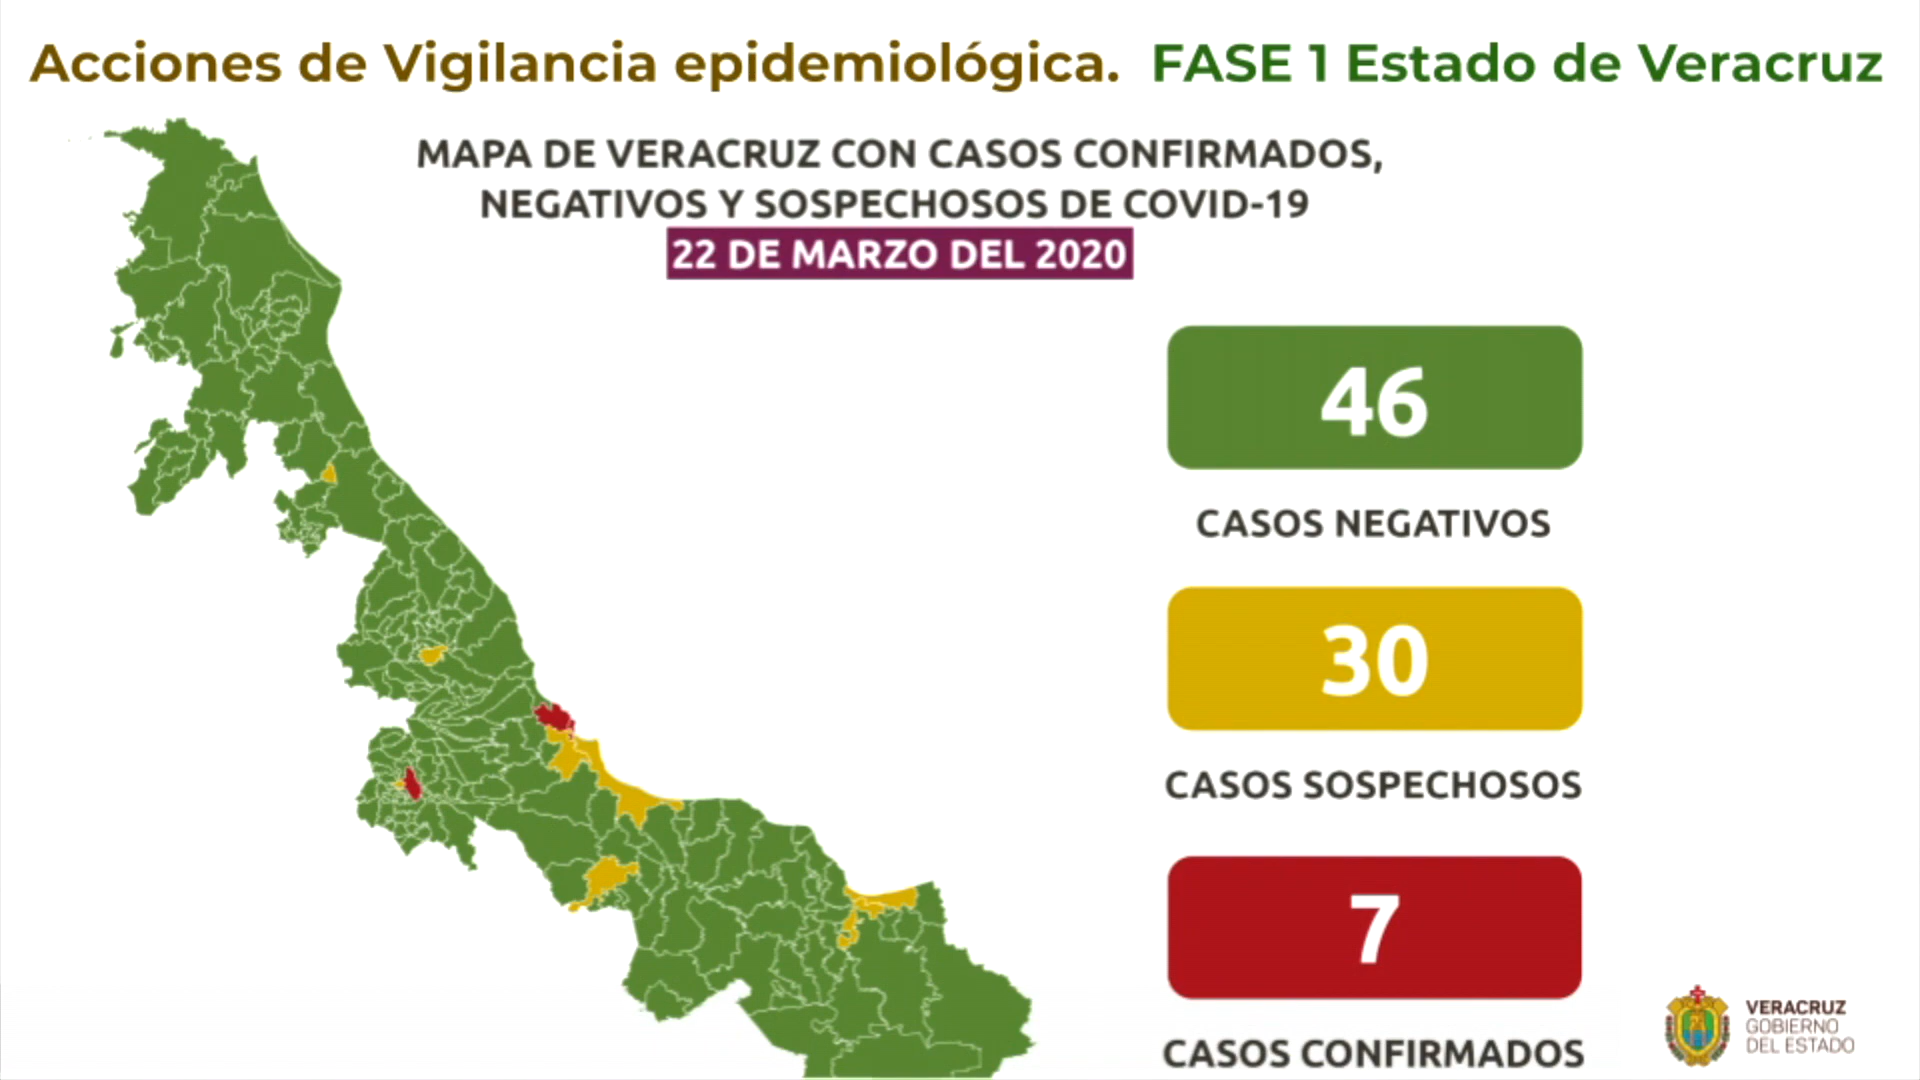 Acciones de Vigilancia epidemiológica. FASE 1 Estado de Veracruz
MAPA DE VERACRUZ CON CASOS CONFIRMADOS,
NEGATIVOS Y SOSPECHOSOS DE COVID-19
22 DE MARZO DEL 2020
46
CASOS NEGATIVOS
30
CASOS SOSPECHOSOS
7
CASOS CONFIRMADOS
VERACRUZ
GOBIERNO
DEL ESTADO